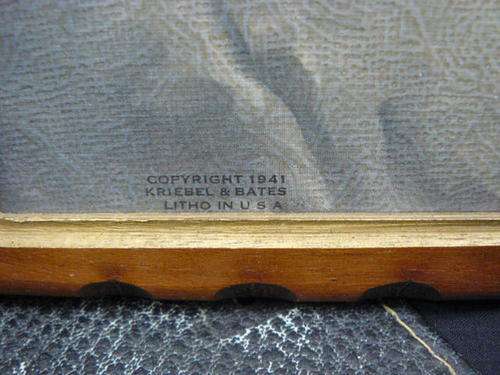 COPYRIGHT 1941
KRIEBEL & BATES
LITHO IN U S A